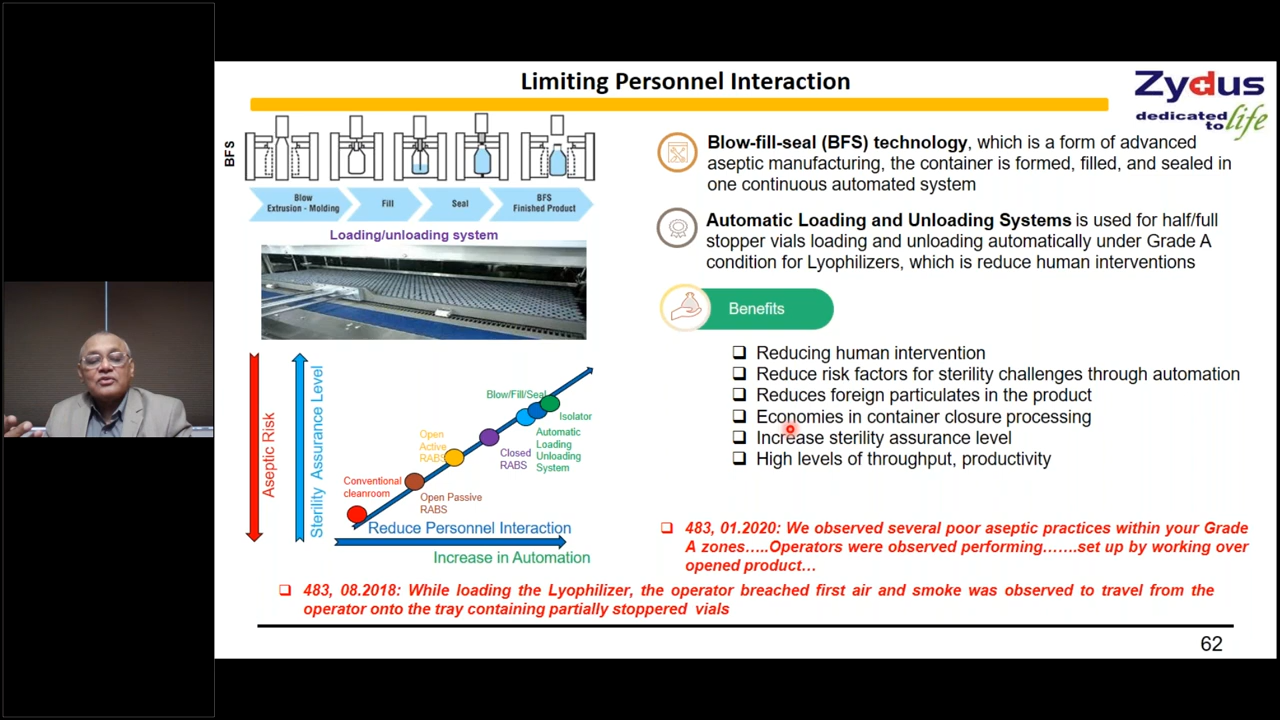 Limiting Personnel Interaction
Zydus
dedicated
to life
BFS
Blow
Extrusion - Molding
Fill
Seal
BFS
Finished Product
Loading/unloading system
Blow-fill-seal (BFS) technology, which is a form of advanced
aseptic manufacturing, the container is formed, filled, and sealed in
one continuous automated system
Automatic Loading and Unloading Systems is used for half/full
stopper vials loading and unloading automatically under Grade A
condition for Lyophilizers, which is reduce human interventions
Benefits
❑ Reducing human intervention
❑ Reduce risk factors for sterility challenges through automation
❑ Reduces foreign particulates in the product
❑ Economies in container closure processing
❑ Increase sterility assurance level
❑ High levels of throughput, productivity
Aseptic Risk
Sterility Assurance Level
Conventional
cleanroom
Open Passive
RABS
Open
Active
RABS
Closed
RABS
Blow/Fill/Seal
Isolator
Automatic
Loading
Unloading
System
Reduce Personnel Interaction
Increase in Automation
❑ 483, 01.2020: We observed several poor aseptic practices within your Grade
A zones…..Operators were observed performing…….set up by working over
opened product…
❑ 483, 08.2018: While loading the Lyophilizer, the operator breached first air and smoke was observed to travel from the
operator onto the tray containing partially stoppered vials
62